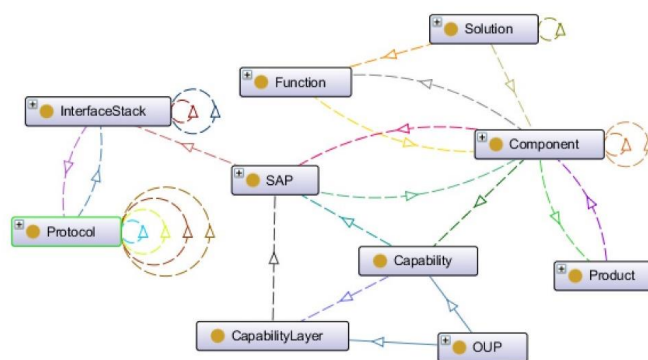 Solution
Function
InterfaceStack
Component
SAP
Protocol
Capability
Product
CapabilityLayer
OUP